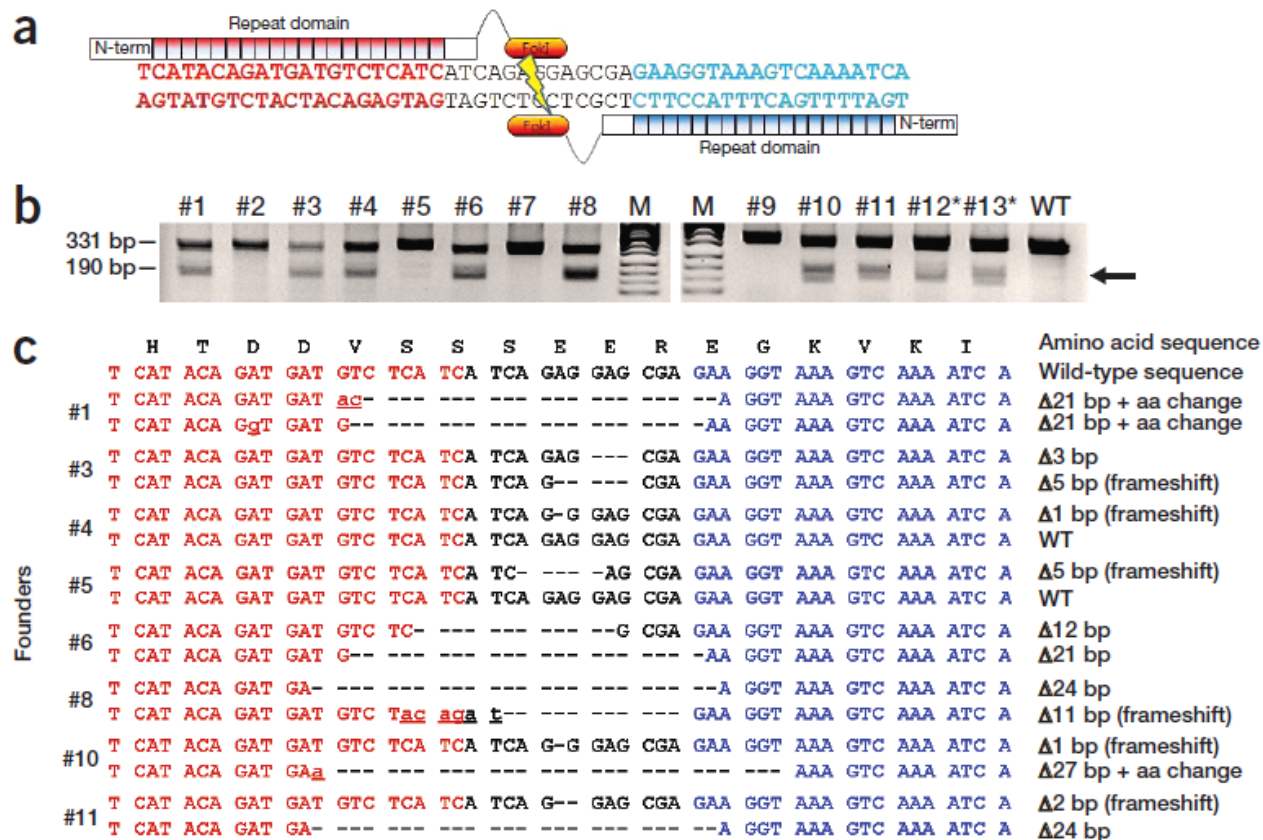 a
Repeat domain
N-term
FokI
TCATACAGATGATGTCTCATCATCAGAGGAGCGAGAAGGTAAAGTCAAAATCA
AGTATGTCTACTACAGAGTAGTAGTCTCCTCGCTCTTCCATTTCAGTTTTAGT
FokI
N-term
Repeat domain
b
#1 #2 #3 #4 #5 #6 #7 #8 M M #9 #10 #11 #12* #13* WT
331 bp
190 bp
c
H T D D V S S S E E R E G K V K I Amino acid sequence
T CAT ACA GAT GAT GTC TCA TCA TCA GAG GAG CGA GAA GGT AAA GTC AAA ATC A Wild-type sequence
Founders
#1
T CAT ACA GAT GAT ac- --- --- --- --- --- --- --A GGT AAA GTC AAA ATC A Δ21 bp + aa change
T CAT ACA GgT GAT G-- --- --- --- --- --- --- -AA GGT AAA GTC AAA ATC A Δ21 bp + aa change
#3
T CAT ACA GAT GAT GTC TCA TCA TCA GAG --- CGA GAA GGT AAA GTC AAA ATC A Δ3 bp
T CAT ACA GAT GAT GTC TCA TCA TCA G-- --- CGA GAA GGT AAA GTC AAA ATC A Δ5 bp (frameshift)
#4
T CAT ACA GAT GAT GTC TCA TCA TCA G-G GAG CGA GAA GGT AAA GTC AAA ATC A Δ1 bp (frameshift)
T CAT ACA GAT GAT GTC TCA TCA TCA GAG GAG CGA GAA GGT AAA GTC AAA ATC A WT
#5
T CAT ACA GAT GAT GTC TCA TCA TC- --- -AG CGA GAA GGT AAA GTC AAA ATC A Δ5 bp (frameshift)
T CAT ACA GAT GAT GTC TCA TCA TCA GAG GAG CGA GAA GGT AAA GTC AAA ATC A WT
#6
T CAT ACA GAT GAT GTC TC- --- --- --- --G CGA GAA GGT AAA GTC AAA ATC A Δ12 bp
T CAT ACA GAT GAT G-- --- --- --- --- --- --- -AA GGT AAA GTC AAA ATC A Δ21 bp
#8
T CAT ACA GAT GA- --- --- --- --- --- --- --- --A GGT AAA GTC AAA ATC A Δ24 bp
T CAT ACA GAT GAT GTC Tac aga t-- --- --- --- GAA GGT AAA GTC AAA ATC A Δ11 bp (frameshift)
#10
T CAT ACA GAT GAT GTC TCA TCA TCA G-G GAG CGA GAA GGT AAA GTC AAA ATC A Δ1 bp (frameshift)
T CAT ACA GAT GAa --- --- --- --- --- --- --- --- --- AAA GTC AAA ATC A Δ27 bp + aa change
#11
T CAT ACA GAT GAT GTC TCA TCA TCA G-- GAG CGA GAA GGT AAA GTC AAA ATC A Δ2 bp (frameshift)
T CAT ACA GAT GA- --- --- --- --- --- --- --- --A GGT AAA GTC AAA ATC A Δ24 bp